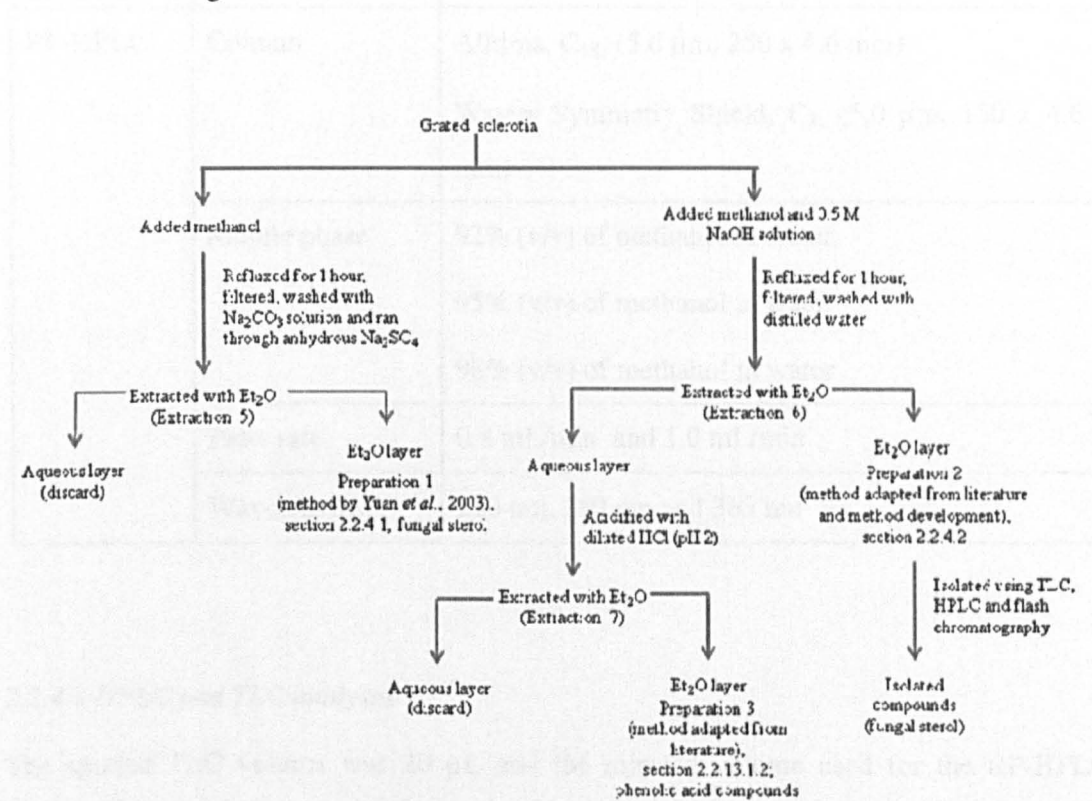 Grated sclerotia
Added methanol
Added methanol and 0.5 M
NaOH solution
Refluxed for 1 hour,
filtered, washed with
Na₂CO₃ solution and ran
through anhydrous Na₂SO₄
Refluxed for 1 hour,
filtered, washed with
distilled water
Extracted with Et₂O
(Extraction 5)
Extracted with Et₂O
(Extraction 6)
Aqueous layer
(discard)
Et₂O layer
Preparation 1
(method by Yuan et al., 2003),
section 2.2.4.1, fungal sterol
Aqueous layer
Et₂O layer
Preparation 2
(method adapted from literature
and method development),
section 2.2.4.2
Acidified with
diluted HCl (pH 2)
Isolated using TLC,
HPLC and flash
chromatography
Extracted with Et₂O
(Extraction 7)
Aqueous layer
(discard)
Et₂O layer
Preparation 3
(method adapted from
literature),
section 2.2.13.1.2;
phenolic acid compounds
Isolated
compounds
(fungal sterol)